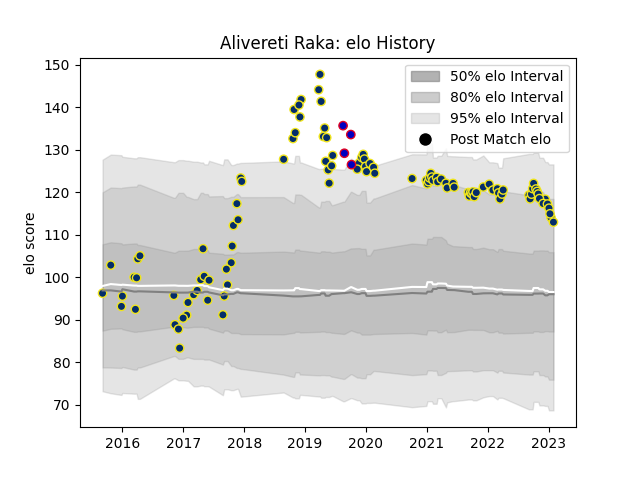 Alivereti Raka: elo History
50% elo Interval
80% elo Interval
95% elo Interval
Post Match elo
elo score
150
140
130
120
110
100
90
80
70
2016 2017 2018 2019 2020 2021 2022 2023